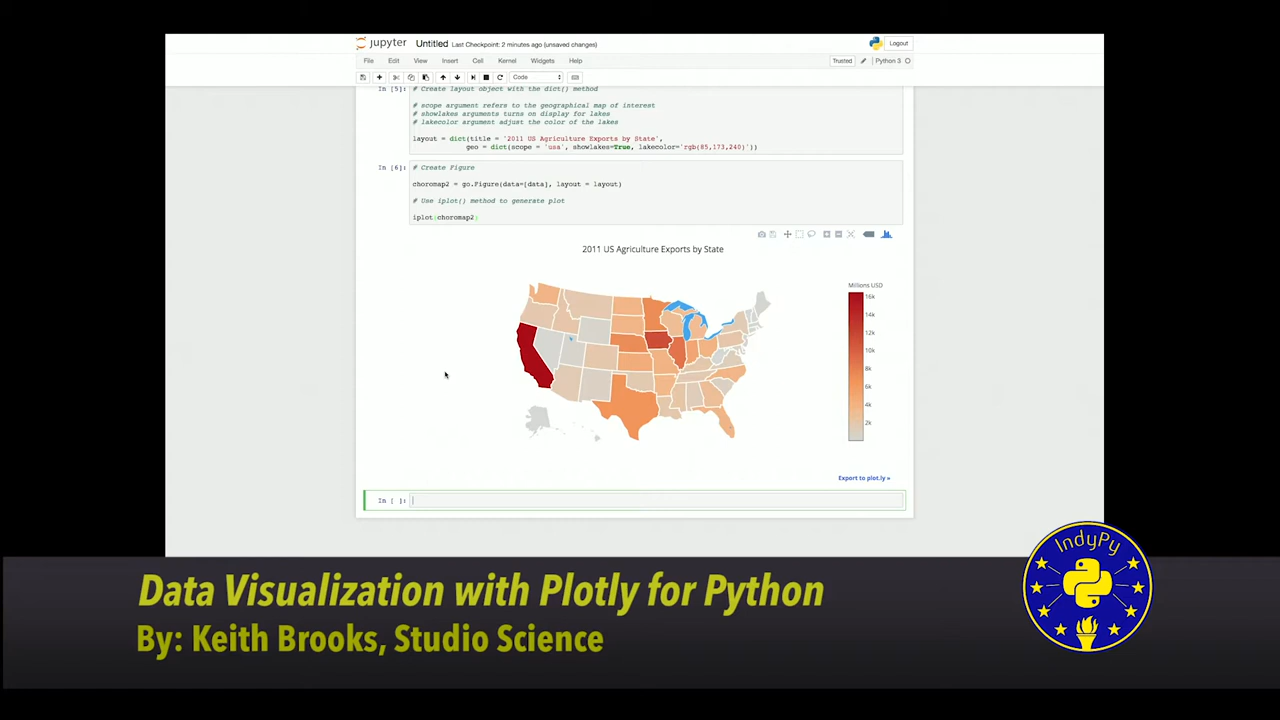 jupyter Untitled Last Checkpoint: 2 minutes ago (unsaved changes) Logout
File Edit View Insert Cell Kernel Widgets Help Trusted Python 3
Code
In [5]: # Create layout object with the dict() method
# scope argument refers to the geographical map of interest
# showlakes arguments turns on display for lakes
# lakecolor argument adjust the color of the lakes
layout = dict(title = '2011 US Agriculture Exports by State',
geo = dict(scope = 'usa', showlakes=True, lakecolor='rgb(85,173,240)'))
In [6]: # Create Figure
choromap2 = go.Figure(data=[data], layout = layout)
# Use iplot() method to generate plot
iplot(choromap2)
2011 US Agriculture Exports by State
Millions USD
16k
14k
12k
10k
8k
6k
4k
2k
Export to plot.ly »
In [ ]:
Data Visualization with Plotly for Python
By: Keith Brooks, Studio Science
IndyPy